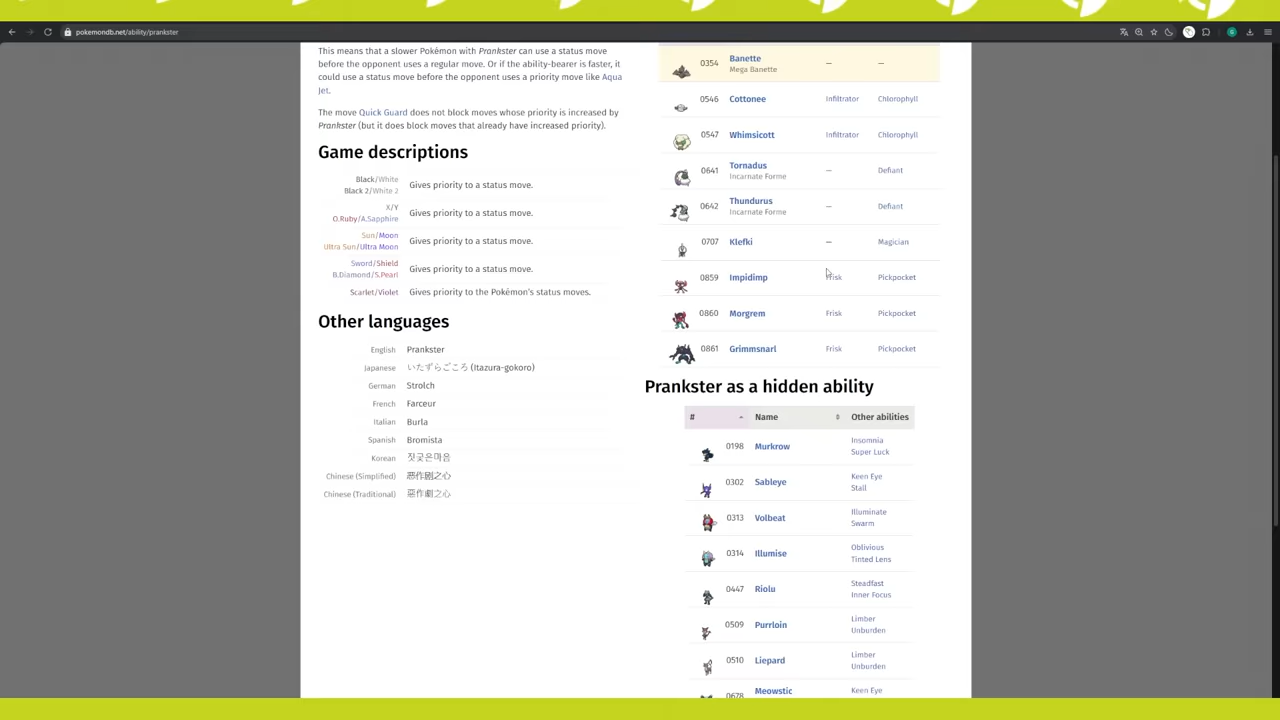 pokemondb.net/ability/prankster
This means that a slower Pokémon with Prankster can use a status move
before the opponent uses a regular move. Or if the ability-bearer is faster, it
could use a status move before the opponent uses a priority move like Aqua
Jet.
The move Quick Guard does not block moves whose priority is increased by
Prankster (but it does block moves that already have increased priority).
Game descriptions
Black/White
Black 2/White 2
Gives priority to a status move.
X/Y
O.Ruby/A.Sapphire
Gives priority to a status move.
Sun/Moon
Ultra Sun/Ultra Moon
Gives priority to a status move.
Sword/Shield
B.Diamond/S.Pearl
Gives priority to a status move.
Scarlet/Violet Gives priority to the Pokémon's status moves.
Other languages
English Prankster
Japanese いたずらごころ (Itazura-gokoro)
German Strolch
French Farceur
Italian Burla
Spanish Bromista
Korean 짓궂은마음
Chinese (Simplified) 恶作剧之心
Chinese (Traditional) 惡作劇之心
0354 Banette — —
Mega Banette
0546 Cottonee Infiltrator Chlorophyll
0547 Whimsicott Infiltrator Chlorophyll
0641 Tornadus — Defiant
Incarnate Forme
0642 Thundurus — Defiant
Incarnate Forme
0707 Klefki — Magician
0859 Impidimp Frisk Pickpocket
0860 Morgrem Frisk Pickpocket
0861 Grimmsnarl Frisk Pickpocket
Prankster as a hidden ability
# Name Other abilities
0198 Murkrow Insomnia
Super Luck
0302 Sableye Keen Eye
Stall
0313 Volbeat Illuminate
Swarm
0314 Illumise Oblivious
Tinted Lens
0447 Riolu Steadfast
Inner Focus
0509 Purrloin Limber
Unburden
0510 Liepard Limber
Unburden
0678 Meowstic Keen Eye